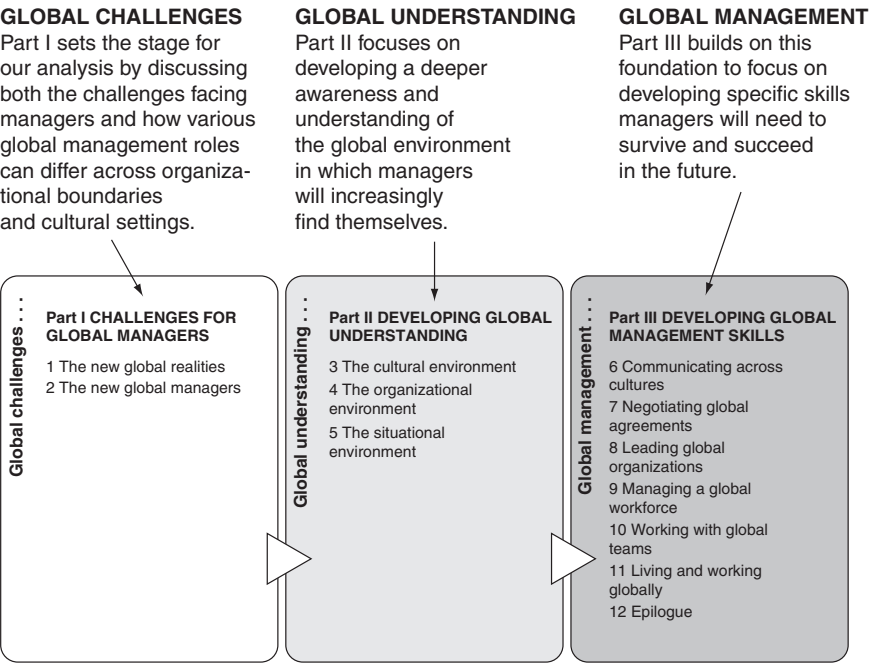 GLOBAL CHALLENGES
Part I sets the stage for
our analysis by discussing
both the challenges facing
managers and how various
global management roles
can differ across organiza-
tional boundaries
and cultural settings.
GLOBAL UNDERSTANDING
Part II focuses on
developing a deeper
awareness and
understanding of
the global environment
in which managers
will increasingly
find themselves.
GLOBAL MANAGEMENT
Part III builds on this
foundation to focus on
developing specific skills
managers will need to
survive and succeed
in the future.
Global challenges . . .
Part I CHALLENGES FOR
GLOBAL MANAGERS
1 The new global realities
2 The new global managers
Global understanding . . .
Part II DEVELOPING GLOBAL
UNDERSTANDING
3 The cultural environment
4 The organizational
environment
5 The situational
environment
Global management . . .
Part III DEVELOPING GLOBAL
MANAGEMENT SKILLS
6 Communicating across
cultures
7 Negotiating global
agreements
8 Leading global
organizations
9 Managing a global
workforce
10 Working with global
teams
11 Living and working
globally
12 Epilogue